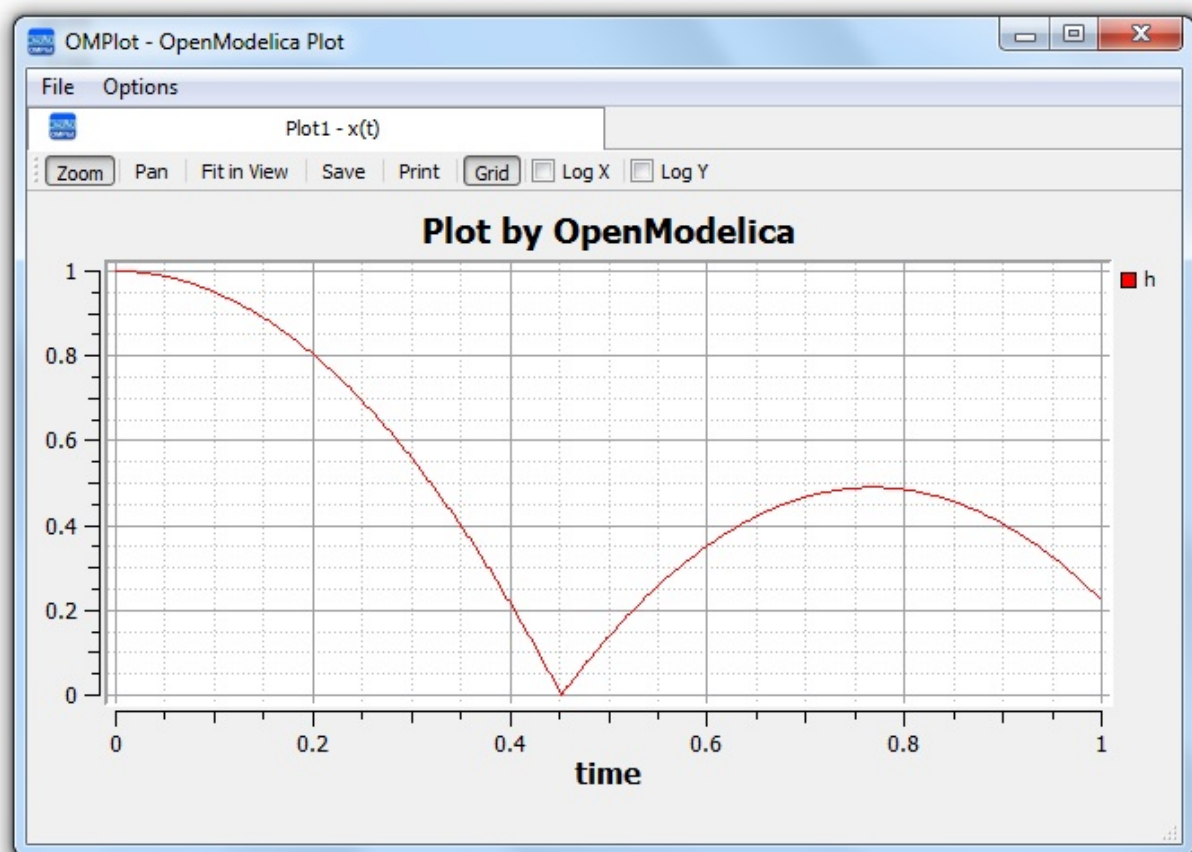 OMPlot - OpenModelica Plot
File Options
Plot1 - x(t)
Zoom Pan Fit in View Save Print Grid Log X Log Y
Plot by OpenModelica
h
1
0.8
0.6
0.4
0.2
0
0 0.2 0.4 0.6 0.8 1
time